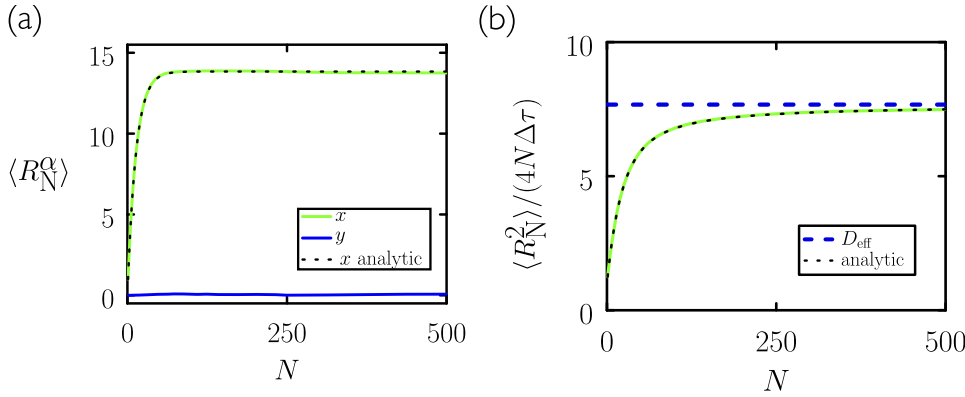 (a)
15
10
5
0
⟨R_N^α⟩
x
y
x analytic
0 250 500
N
(b)
10
5
0
⟨R_N^2⟩/(4NΔτ)
D_eff
analytic
0 250 500
N